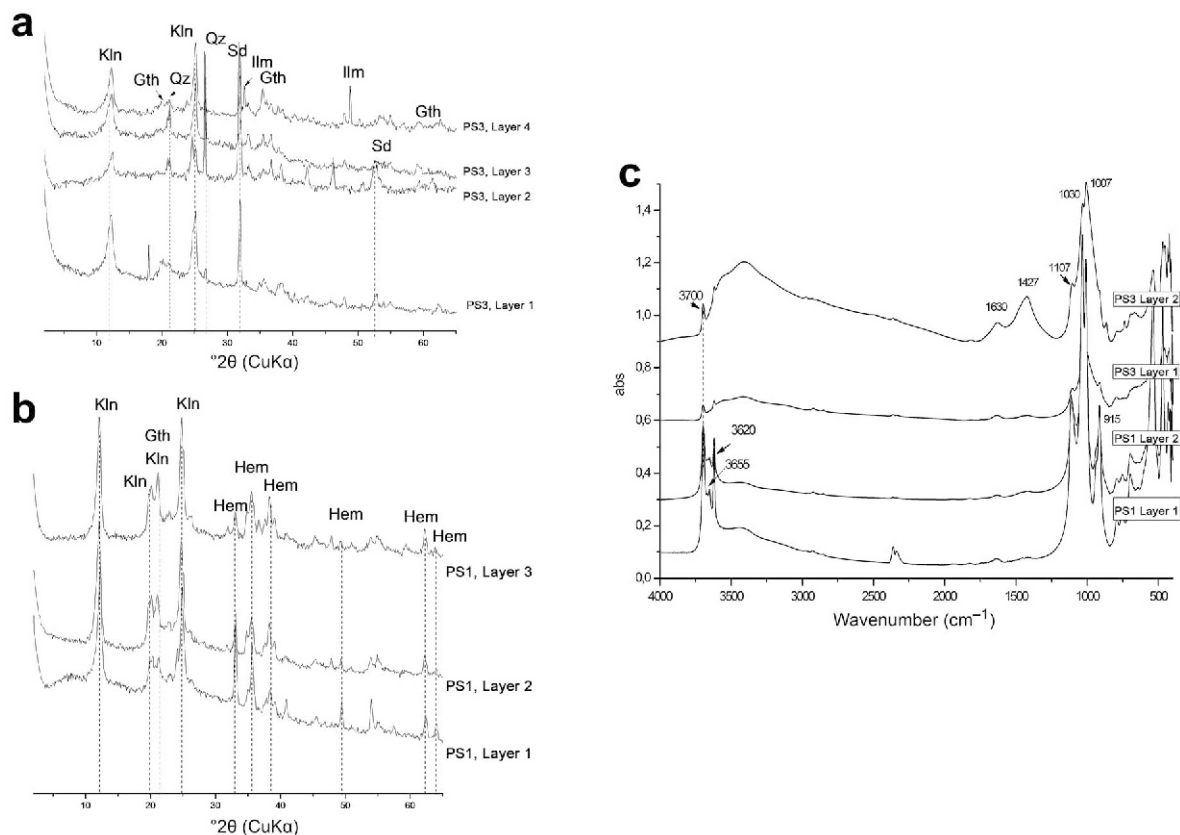 a
Kln
Gth
Qz
Kln
Qz
Sd
Ilm
Gth
Ilm
Gth
Sd
PS3, Layer 4
PS3, Layer 3
PS3, Layer 2
PS3, Layer 1
10 20 30 40 50 60
°2θ (CuKα)
b
Kln
Kln
Gth
Kln
Kln
Hem
Hem
Hem
Hem
Hem
Hem
PS1, Layer 3
PS1, Layer 2
PS1, Layer 1
10 20 30 40 50 60
°2θ (CuKα)
c
1,4
1,2
1,0
0,8
0,6
0,4
0,2
0,0
abs
3700
3620
3655
1630
1427
1107
1030
1007
915
PS3 Layer 2
PS3 Layer 1
PS1 Layer 2
PS1 Layer 1
4000 3500 3000 2500 2000 1500 1000 500
Wavenumber (cm⁻¹)